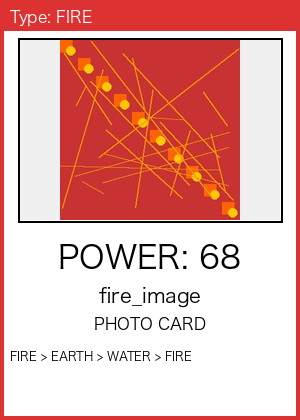 Type: FIRE
POWER: 68
fire_image
PHOTO CARD
FIRE > EARTH > WATER > FIRE